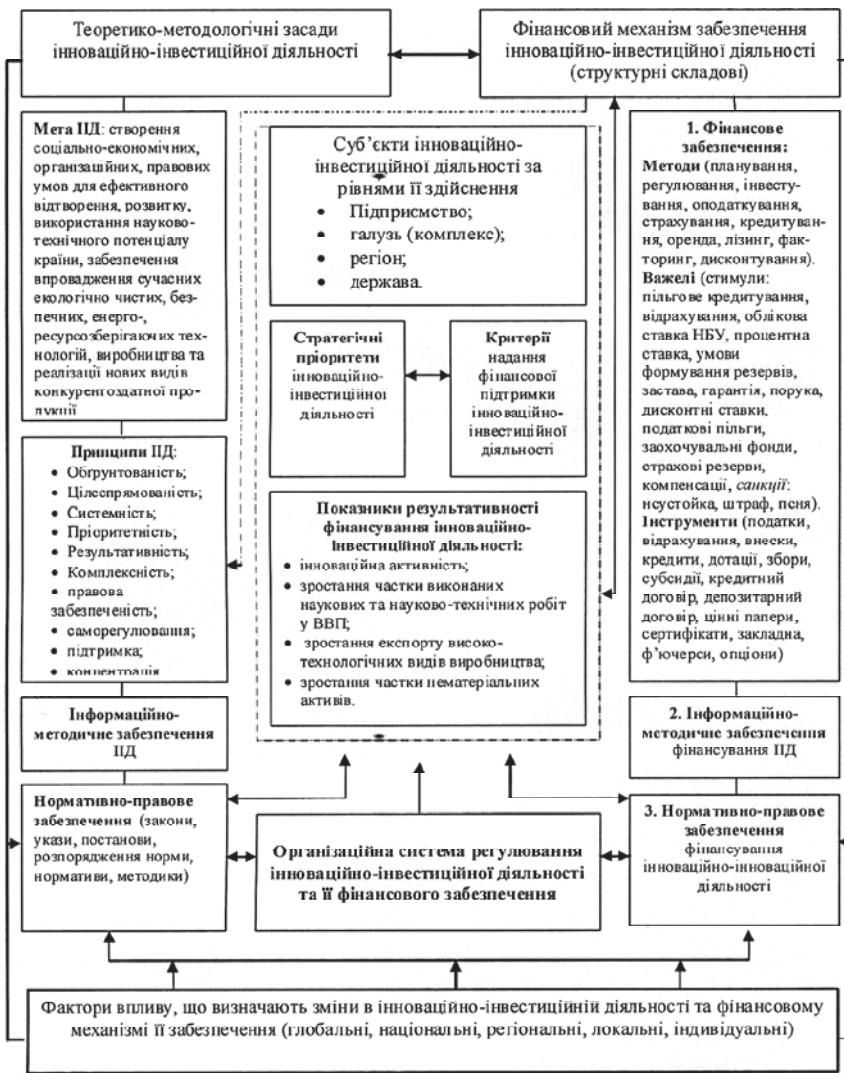 Теоретико-методологічні засади
інноваційно-інвестиційної діяльності
Фінансовий механізм забезпечення
інноваційно-інвестиційної діяльності
(структурні складові)
Мета ІІД: створення
соціально-економічних,
організаційних, правових
умов для ефективного
відтворення, розвитку,
використання науково-
технічного потенціалу
країни, забезпечення
впровадження сучасних
екологічно чистих, без-
печних, енерго-,
ресурсозберігаючих тех-
нологій, виробництва та
реалізації нових видів
конкурентоздатної про-
дукції
Принципи ІІД:
• Обґрунтованість;
• Цілеспрямованість;
• Системність;
• Пріоритетність;
• Результативність;
• Комплексність;
• правова
забезпеність;
• саморегулювання;
• підтримка;
• концентрація
Інформаційно-
методичне забезпечення
ІІД
Нормативно-правове
забезпечення (закони,
укази, постанови,
розпорядження норми,
нормативи, методики)
Суб’єкти інноваційно-
інвестиційної діяльності за
рівнями її здійснення
• Підприємство;
• галузь (комплекс);
• регіон;
• держава.
Стратегічні
пріоритети
інноваційно-
інвестиційної
діяльності
Критерії
надання
фінансової
підтримки
інноваційно-
інвестиційної
діяльності
Показники результативності
фінансування інноваційно-
інвестиційної діяльності:
• інноваційна активність;
• зростання частки виконаних
наукових та науково-технічних робіт
у ВВП;
• зростання експорту високо-
технологічних видів виробництва;
• зростання частки нематеріальних
активів.
Організаційна система регулювання
інноваційно-інвестиційної діяльності
та її фінансового забезпечення
1. Фінансове
забезпечення:
Методи (планування,
регулювання, інвесту-
вання, оподаткування,
страхування, кредитуван-
ня, оренда, лізинг, фак-
торинг, дисконтування).
Важелі (стимули:
пільгове кредитування,
відрахування, облікова
ставка НБУ, процентна
ставка, умови
формування резервів,
застава, гарантія, порука,
дисконтні ставки,
податкові пільги,
заохочувальні фонди,
страхові резерви,
компенсації, санкції:
неустойка, штраф, пеня).
Інструменти (податки,
відрахування, внески,
кредити, дотації, збори,
субсидії, кредитний
договір, депозитарний
договір, цінні папери,
сертифікати, закладна,
ф’ючерси, опціони)
2. Інформаційно-
методичне забезпечення
фінансування ІІД
3. Нормативно-правове
забезпечення
фінансування
інноваційно-інноваційної
діяльності
Фактори впливу, що визначають зміни в інноваційно-інвестиційній діяльності та фінансовому
механізмі її забезпечення (глобальні, національні, регіональні, локальні, індивідуальні)